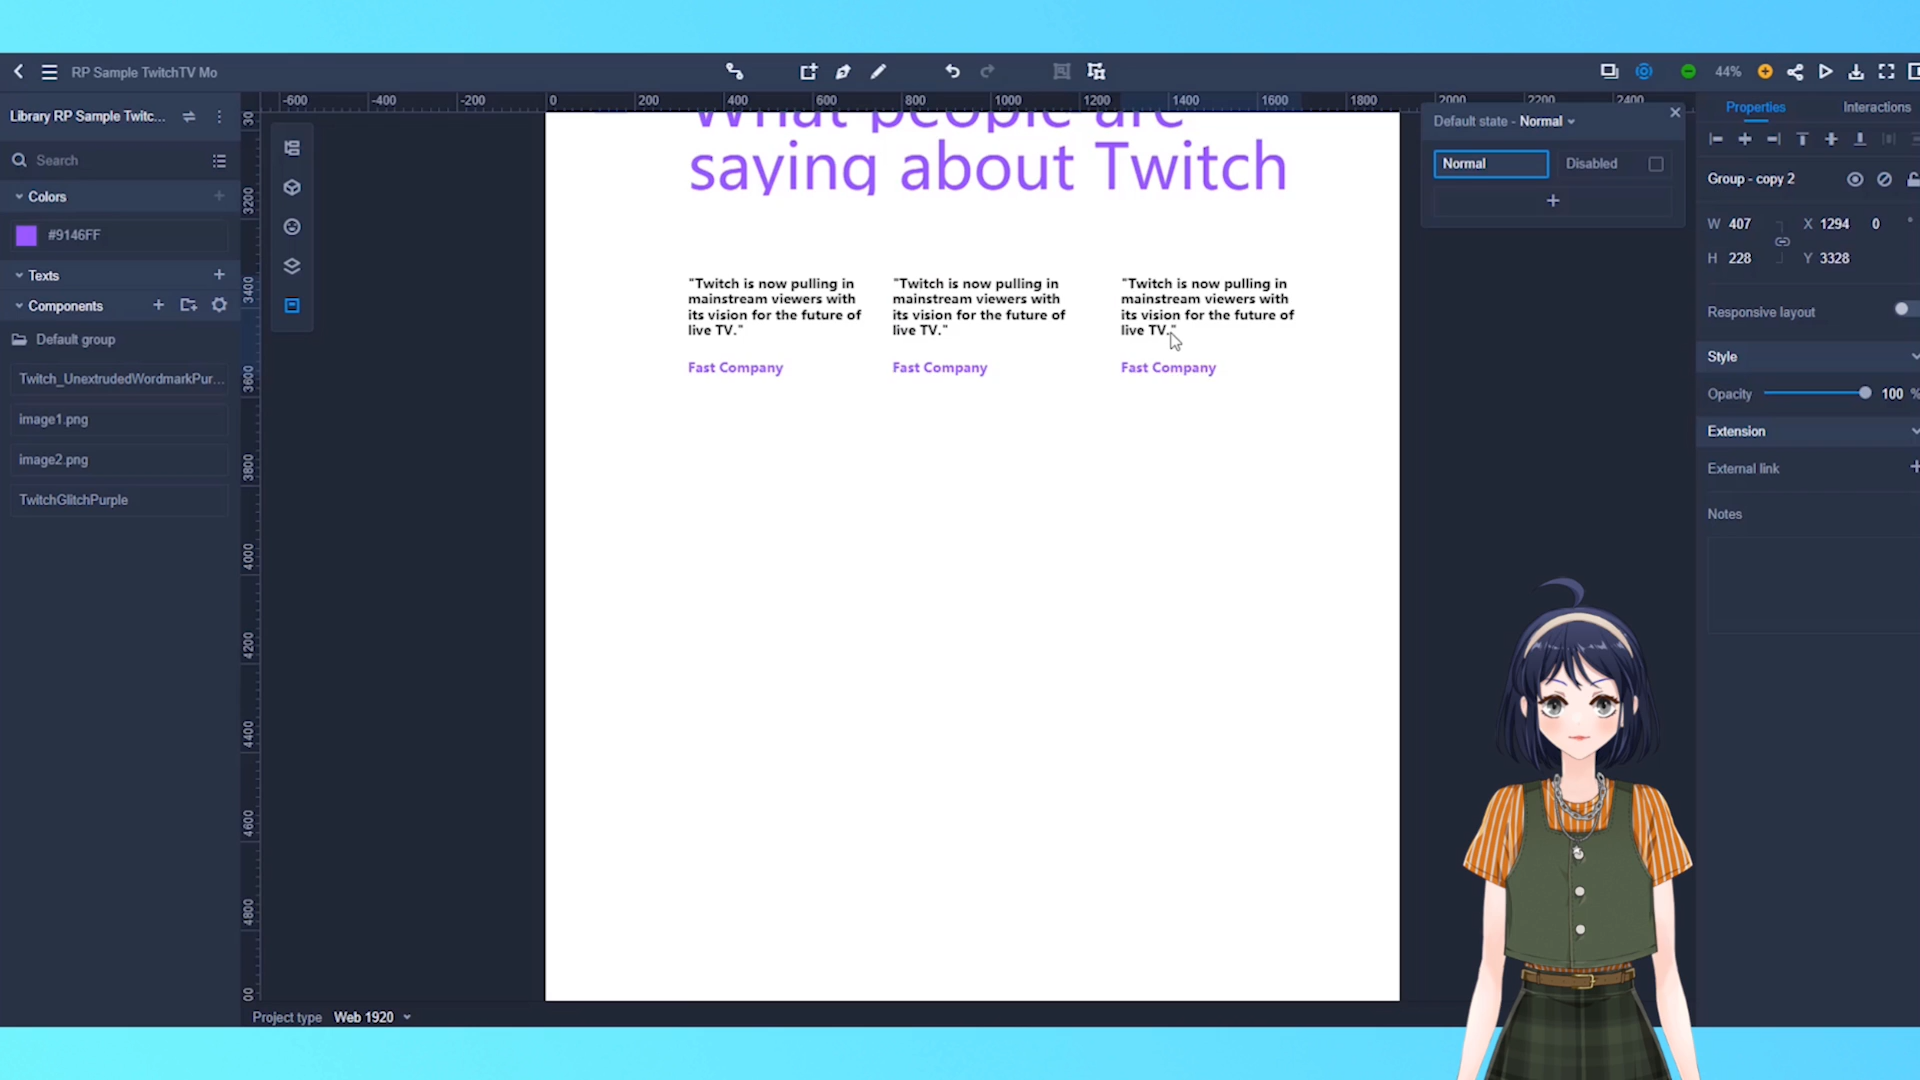 RP Sample TwitchTV Mo
44%
Library RP Sample Twitc...
Search
Colors
#9146FF
Texts
Components
Default group
Twitch_UnextrudedWordmarkPur...
image1.png
image2.png
TwitchGlitchPurple
-600 -400 -200 0 200 400 600 800 1000 1200 1400 1600 1800 2000 2200 2400
30
3200
3400
3600
3800
4000
4200
4400
4600
4800
00
What people are
saying about Twitch
"Twitch is now pulling in
mainstream viewers with
its vision for the future of
live TV."
Fast Company
"Twitch is now pulling in
mainstream viewers with
its vision for the future of
live TV."
Fast Company
"Twitch is now pulling in
mainstream viewers with
its vision for the future of
live TV."
Fast Company
Default state - Normal
Normal Disabled
Properties Interactions
Group - copy 2
W 407 X 1294 0 °
H 228 Y 3328
Responsive layout
Style
Opacity 100 %
Extension
External link
Notes
Project type Web 1920